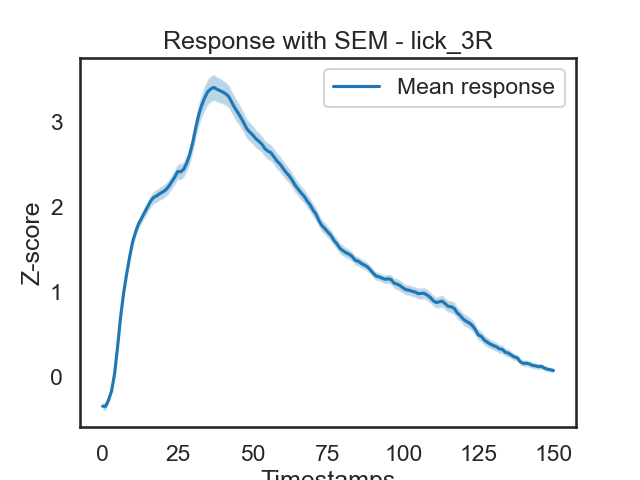 Response with SEM - lick_3R
Mean response
Z-score
3
2
1
0
0 25 50 75 100 125 150
Timestamps